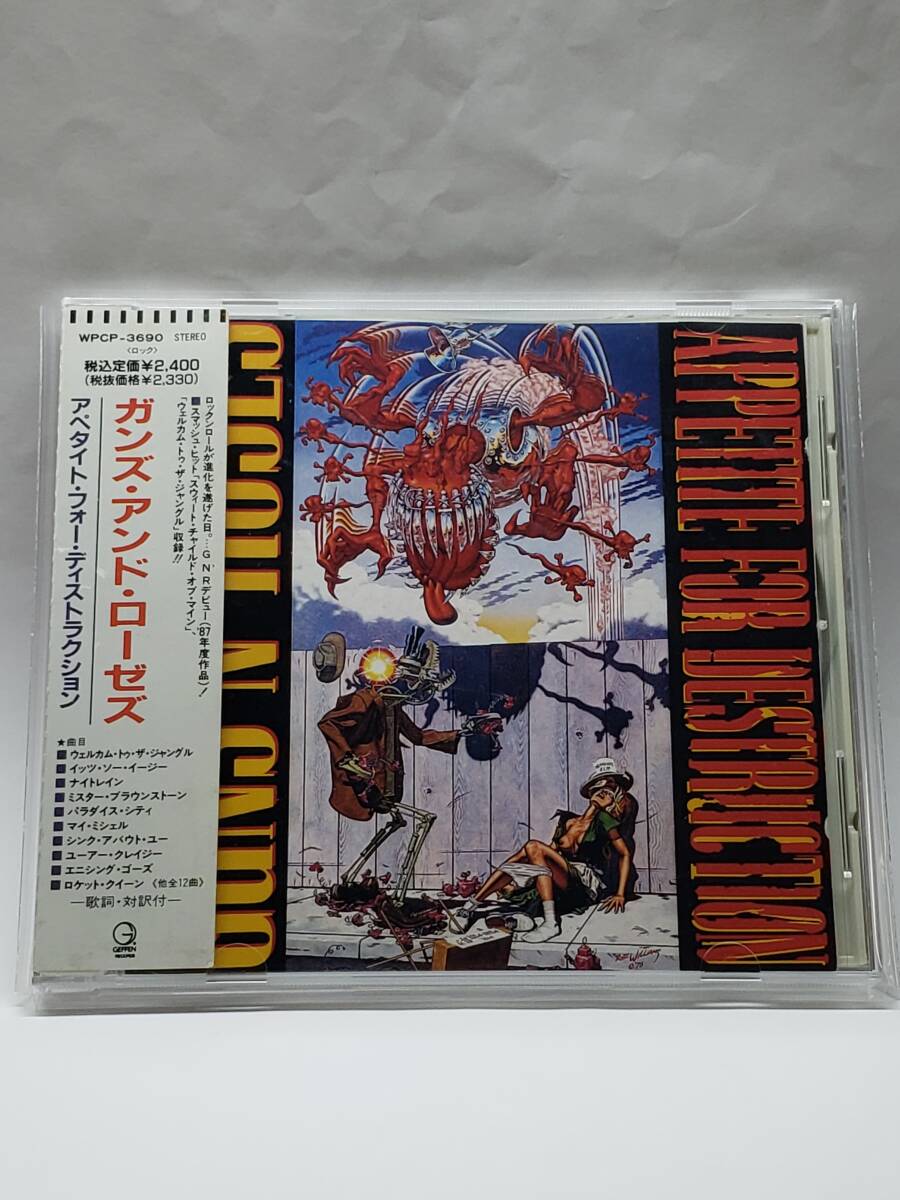 WPCP-3690 STEREO
〈ロック〉
税込定価¥2,400
(税抜価格¥2,330)
ロックンロールが進化を遂げた日。…G N'Rデビュー('87年度作品)!
■スマッシュ・ヒット「スウィート・チャイルド・オブ・マイン」、
「ウェルカム・トゥ・ザ・ジャングル」収録!!
ガンズ・アンド・ローゼズ
アペタイト・フォー・ディストラクション
★曲目
■ウェルカム・トゥ・ザ・ジャングル
■イッツ・ソー・イージー
■ナイトレイン
■ミスター・ブラウンストーン
■パラダイス・シティ
■マイ・ミシェル
■シンク・アバウト・ユー
■ユーアー・クレイジー
■エニシング・ゴーズ
■ロケット・クイーン 〈他全12曲〉
—歌詞・対訳付—
G
GEFFEN
RECORDS
APPETITE FOR DESTRUCTION